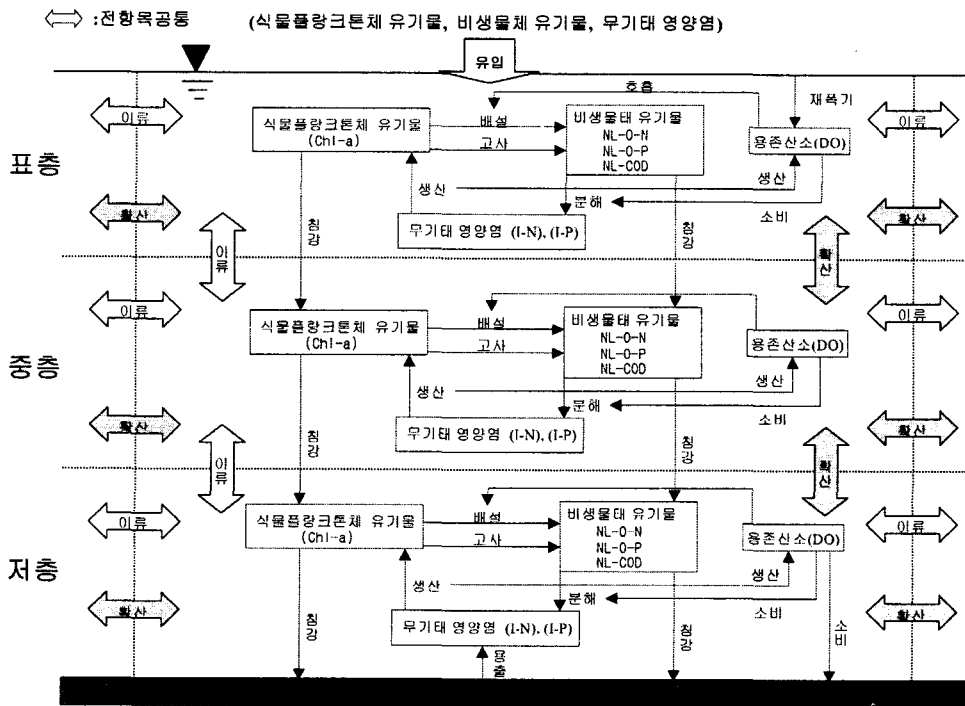 :전항목공통 (식물플랑크톤체 유기물, 비생물체 유기물, 무기태 영양염)
유입
표층
이류
확산
이류
식물플랑크톤체 유기물
(Chl-a)
배설
고사
호흡
비생물태 유기물
NL-O-N
NL-O-P
NL-COD
재폭기
용존산소(DO)
생산
생산
분해
소비
무기태 영양염 (I-N), (I-P)
침강
침강
이류
확산
확산
중층
이류
확산
이류
식물플랑크톤체 유기물
(Chl-a)
배설
고사
비생물태 유기물
NL-O-N
NL-O-P
NL-COD
용존산소(DO)
생산
생산
분해
소비
무기태 영양염 (I-N), (I-P)
침강
침강
이류
확산
확산
저층
이류
확산
식물플랑크톤체 유기물
(Chl-a)
배설
고사
비생물태 유기물
NL-O-N
NL-O-P
NL-COD
용존산소(DO)
생산
생산
분해
소비
소비
무기태 영양염 (I-N), (I-P)
침강
침강
용출
이류
확산